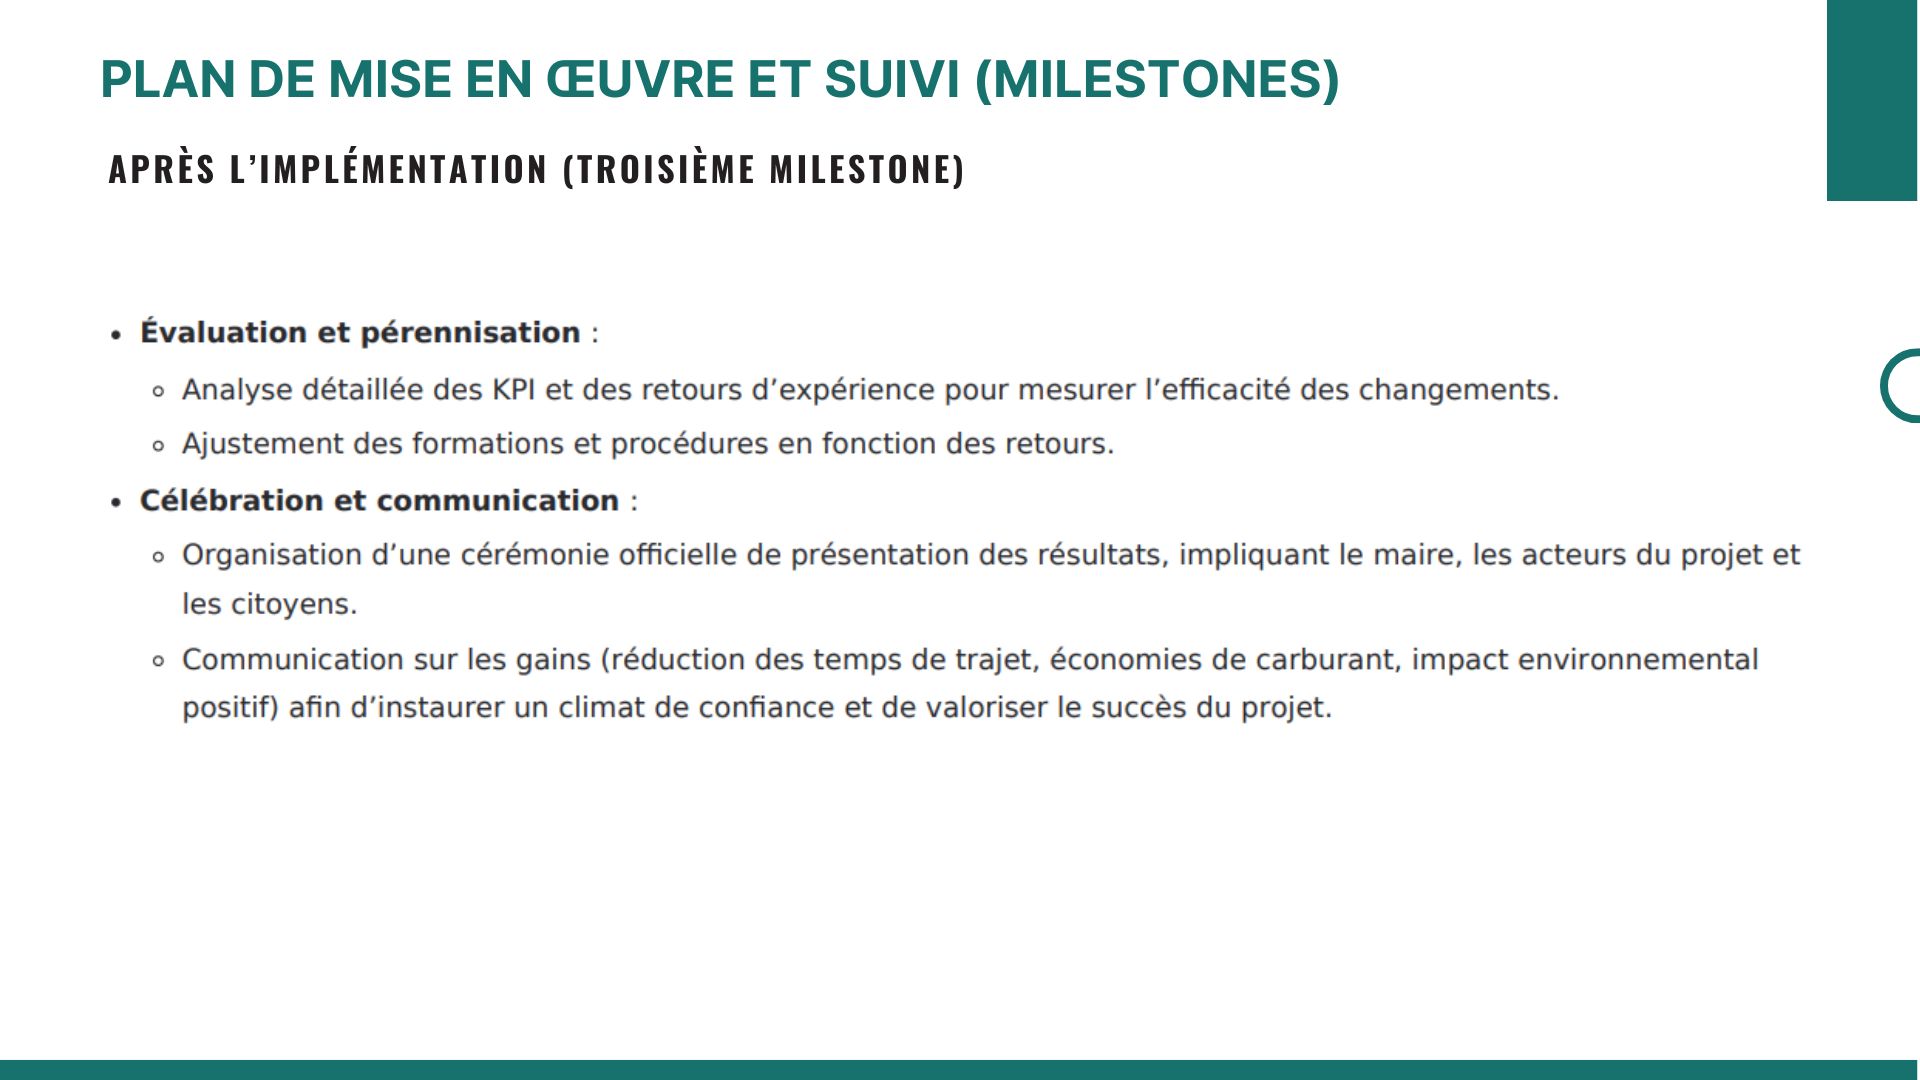 PLAN DE MISE EN ŒUVRE ET SUIVI (MILESTONES)
APRÈS L’IMPLÉMENTATION (TROISIÈME MILESTONE)
• Évaluation et pérennisation :
◦ Analyse détaillée des KPI et des retours d’expérience pour mesurer l’efficacité des changements.
◦ Ajustement des formations et procédures en fonction des retours.
• Célébration et communication :
◦ Organisation d’une cérémonie officielle de présentation des résultats, impliquant le maire, les acteurs du projet et
les citoyens.
◦ Communication sur les gains (réduction des temps de trajet, économies de carburant, impact environnemental
positif) afin d’instaurer un climat de confiance et de valoriser le succès du projet.